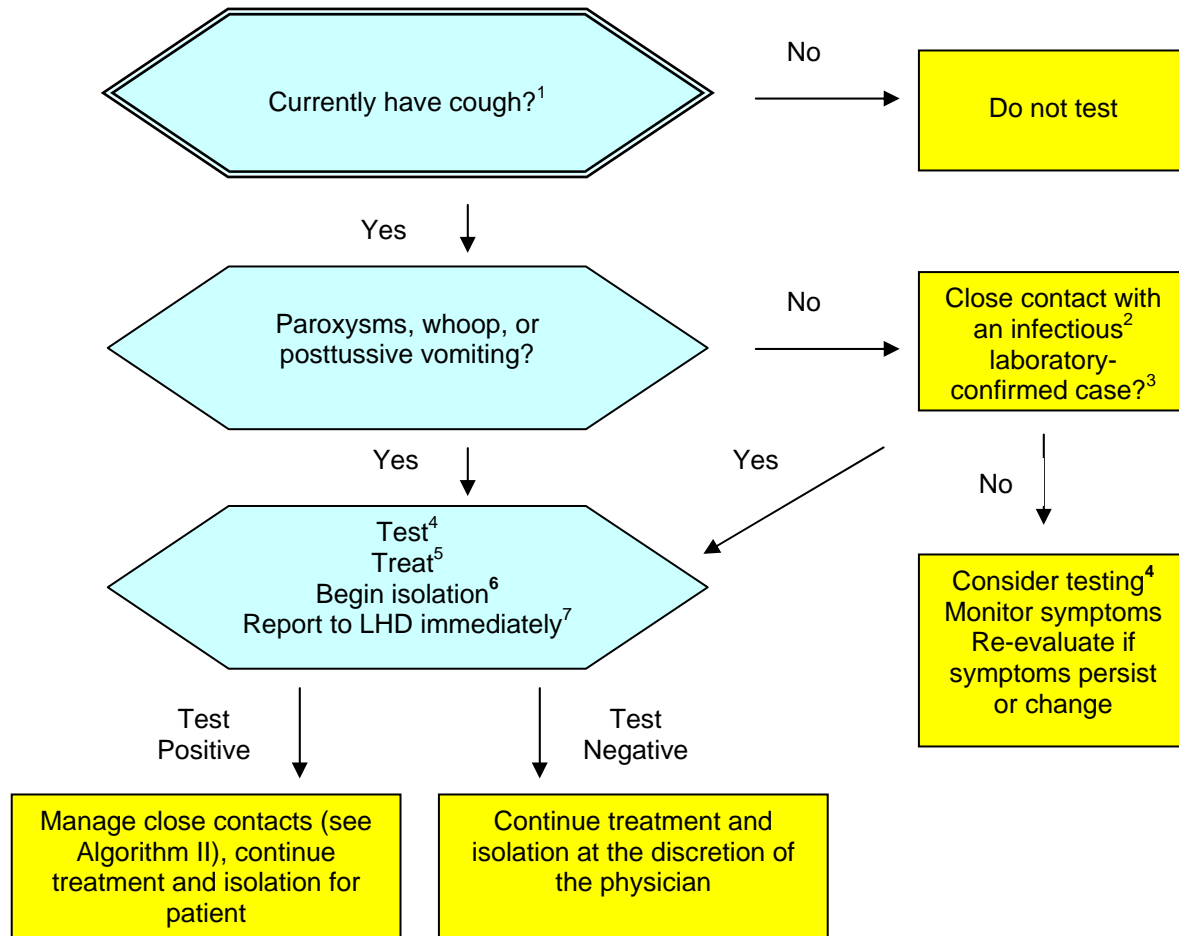 Currently have cough?1
No
Do not test
Yes
Paroxysms, whoop, or
posttussive vomiting?
No
Close contact with
an infectious2
laboratory-
confirmed case?3
Yes
Yes
No
Test4
Treat5
Begin isolation6
Report to LHD immediately7
Consider testing4
Monitor symptoms
Re-evaluate if
symptoms persist
or change
Test
Positive
Test
Negative
Manage close contacts (see
Algorithm II), continue
treatment and isolation for
patient
Continue treatment and
isolation at the discretion of
the physician